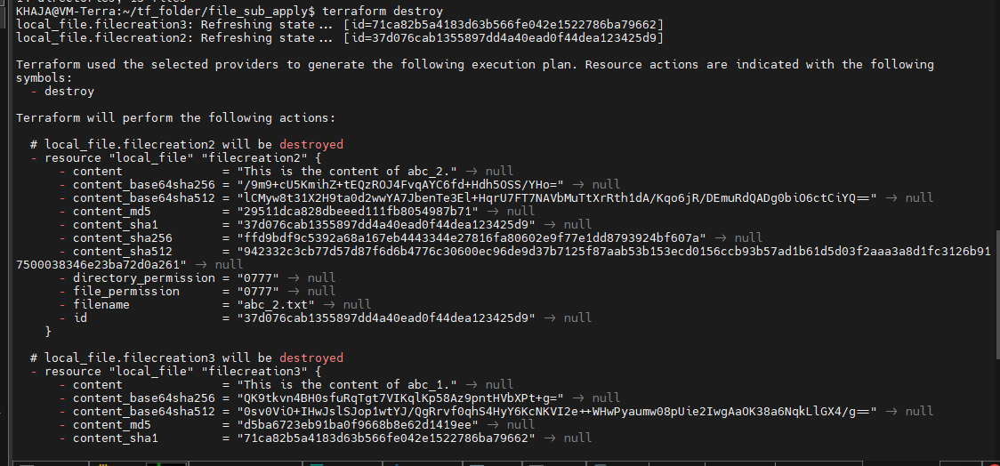 KHAJA@VM-Terra:~/tf_folder/file_sub_apply$ terraform destroy
local_file.filecreation3: Refreshing state... [id=71ca82b5a4183d63b566fe042e1522786ba79662]
local_file.filecreation2: Refreshing state... [id=37d076cab1355897dd4a40ead0f44dea123425d9]
Terraform used the selected providers to generate the following execution plan. Resource actions are indicated with the following
symbols:
- destroy
Terraform will perform the following actions:
# local_file.filecreation2 will be destroyed
- resource "local_file" "filecreation2" {
- content = "This is the content of abc_2." -> null
- content_base64sha256 = "/9m9+cU5KmihZ+tEQzROJ4FvqAYC6fd+Hdh5OSS/YHo=" -> null
- content_base64sha512 = "lCMyw8t31X2H9ta0d2wwYA7JbenTe3El+HqrU7FT7NAVbMuTtXrRth1dA/Kqo6jR/DEmuRdQADg0biO6ctCiYQ==" -> null
- content_md5 = "29511dca828dbeeed111fb8054987b71" -> null
- content_sha1 = "37d076cab1355897dd4a40ead0f44dea123425d9" -> null
- content_sha256 = "ffd9bdf9c5392a68a167eb4443344e27816fa80602e9f77e1dd8793924bf607a" -> null
- content_sha512 = "942332c3cb77d57d87f6d6b4776c30600ec96de9d37b7125f87aab53b153ecd0156ccb93b57ad1b61d5d03f2aaa3a8d1fc3126b91
7500038346e23ba72d0a261" -> null
- directory_permission = "0777" -> null
- file_permission = "0777" -> null
- filename = "abc_2.txt" -> null
- id = "37d076cab1355897dd4a40ead0f44dea123425d9" -> null
}
# local_file.filecreation3 will be destroyed
- resource "local_file" "filecreation3" {
- content = "This is the content of abc_1." -> null
- content_base64sha256 = "QK9tkvn4BH0sfuRqTgt7VIKqlKp58Az9pntHVbXPt+g=" -> null
- content_base64sha512 = "0sv0ViO+IHwJslSJop1wtYJ/QgRrvf0qhS4HyY6KcNKVI2e++WHwPyaumw08pUie2IwgAaOK38a6NqkLlGX4/g==" -> null
- content_md5 = "d5ba6723eb91ba0f9668b8e62d1419ee" -> null
- content_sha1 = "71ca82b5a4183d63b566fe042e1522786ba79662" -> null